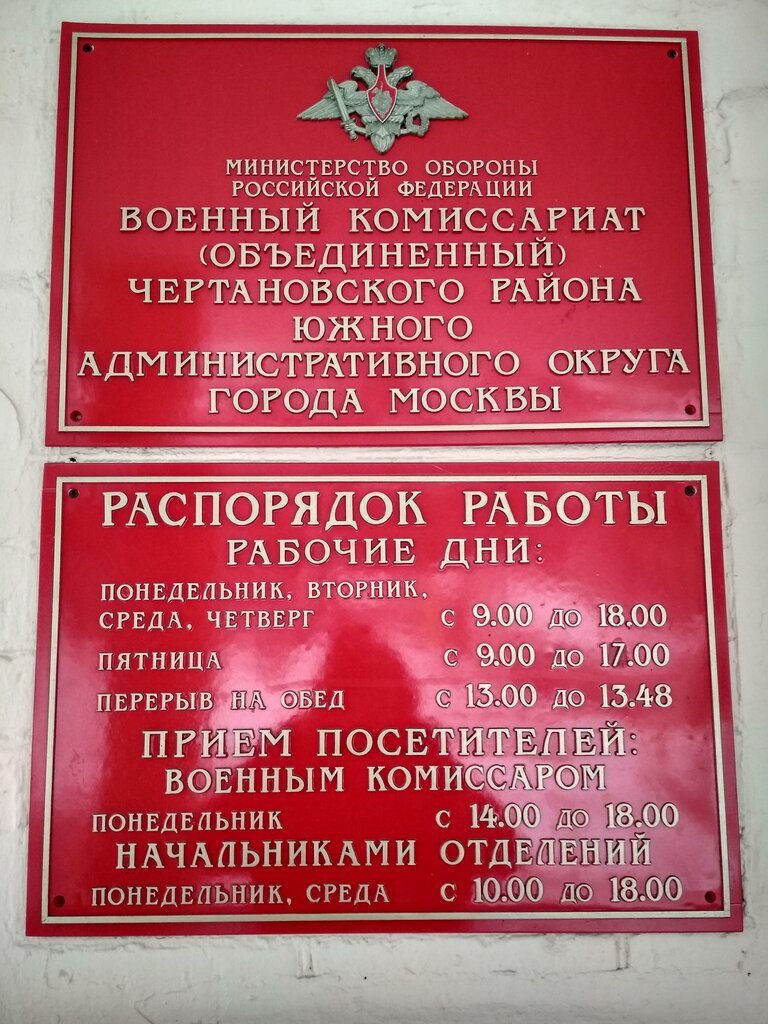 МИНИСТЕРСТВО ОБОРОНЫ
РОССИЙСКОЙ ФЕДЕРАЦИИ
ВОЕННЫЙ КОМИССАРИАТ
(ОБЪЕДИНЕННЫЙ)
ЧЕРТАНОВСКОГО РАЙОНА
ЮЖНОГО
АДМИНИСТРАТИВНОГО ОКРУГА
ГОРОДА МОСКВЫ
РАСПОРЯДОК РАБОТЫ
РАБОЧИЕ ДНИ:
ПОНЕДЕЛЬНИК, ВТОРНИК,
СРЕДА, ЧЕТВЕРГ С 9.00 ДО 18.00
ПЯТНИЦА С 9.00 ДО 17.00
ПЕРЕРЫВ НА ОБЕД С 13.00 ДО 13.48
ПРИЕМ ПОСЕТИТЕЛЕЙ:
ВОЕННЫМ КОМИССАРОМ
ПОНЕДЕЛЬНИК С 14.00 ДО 18.00
НАЧАЛЬНИКАМИ ОТДЕЛЕНИЙ
ПОНЕДЕЛЬНИК, СРЕДА С 10.00 ДО 18.00